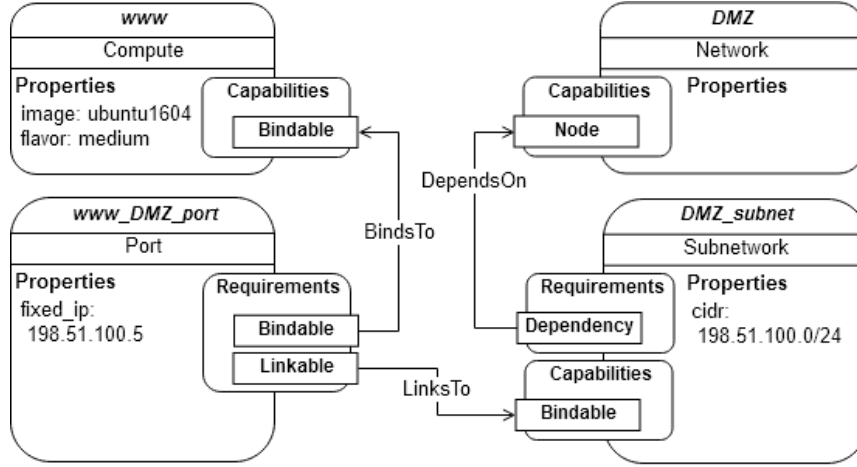 www
Compute
Properties
image: ubuntu1604
flavor: medium
Capabilities
Bindable
DMZ
Network
Properties
Capabilities
Node
DependsOn
BindsTo
www_DMZ_port
Port
Properties
fixed_ip:
198.51.100.5
Requirements
Bindable
Linkable
LinksTo
DMZ_subnet
Subnetwork
Properties
cidr:
198.51.100.0/24
Requirements
Dependency
Capabilities
Bindable